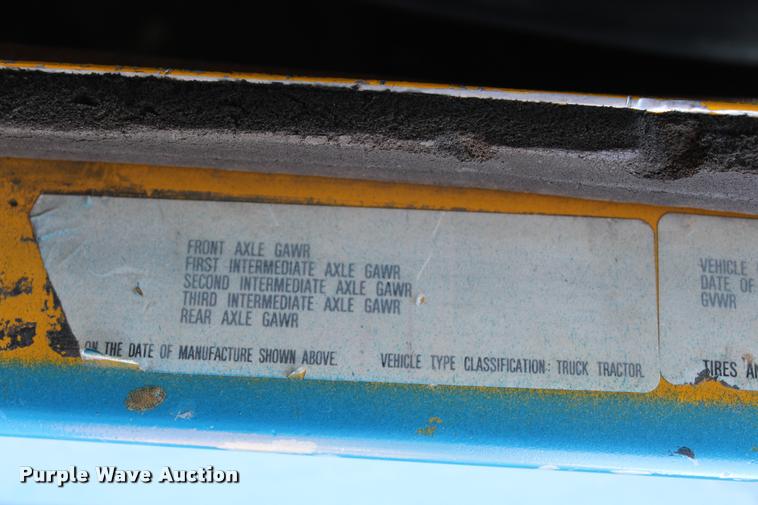 FRONT AXLE GAWR
FIRST INTERMEDIATE AXLE GAWR
SECOND INTERMEDIATE AXLE GAWR
THIRD INTERMEDIATE AXLE GAWR
REAR AXLE GAWR
ON THE DATE OF MANUFACTURE SHOWN ABOVE. VEHICLE TYPE CLASSIFICATION: TRUCK TRACTOR.
VEHICLE
DATE OF
GVWR
TIRES
Purple Wave Auction